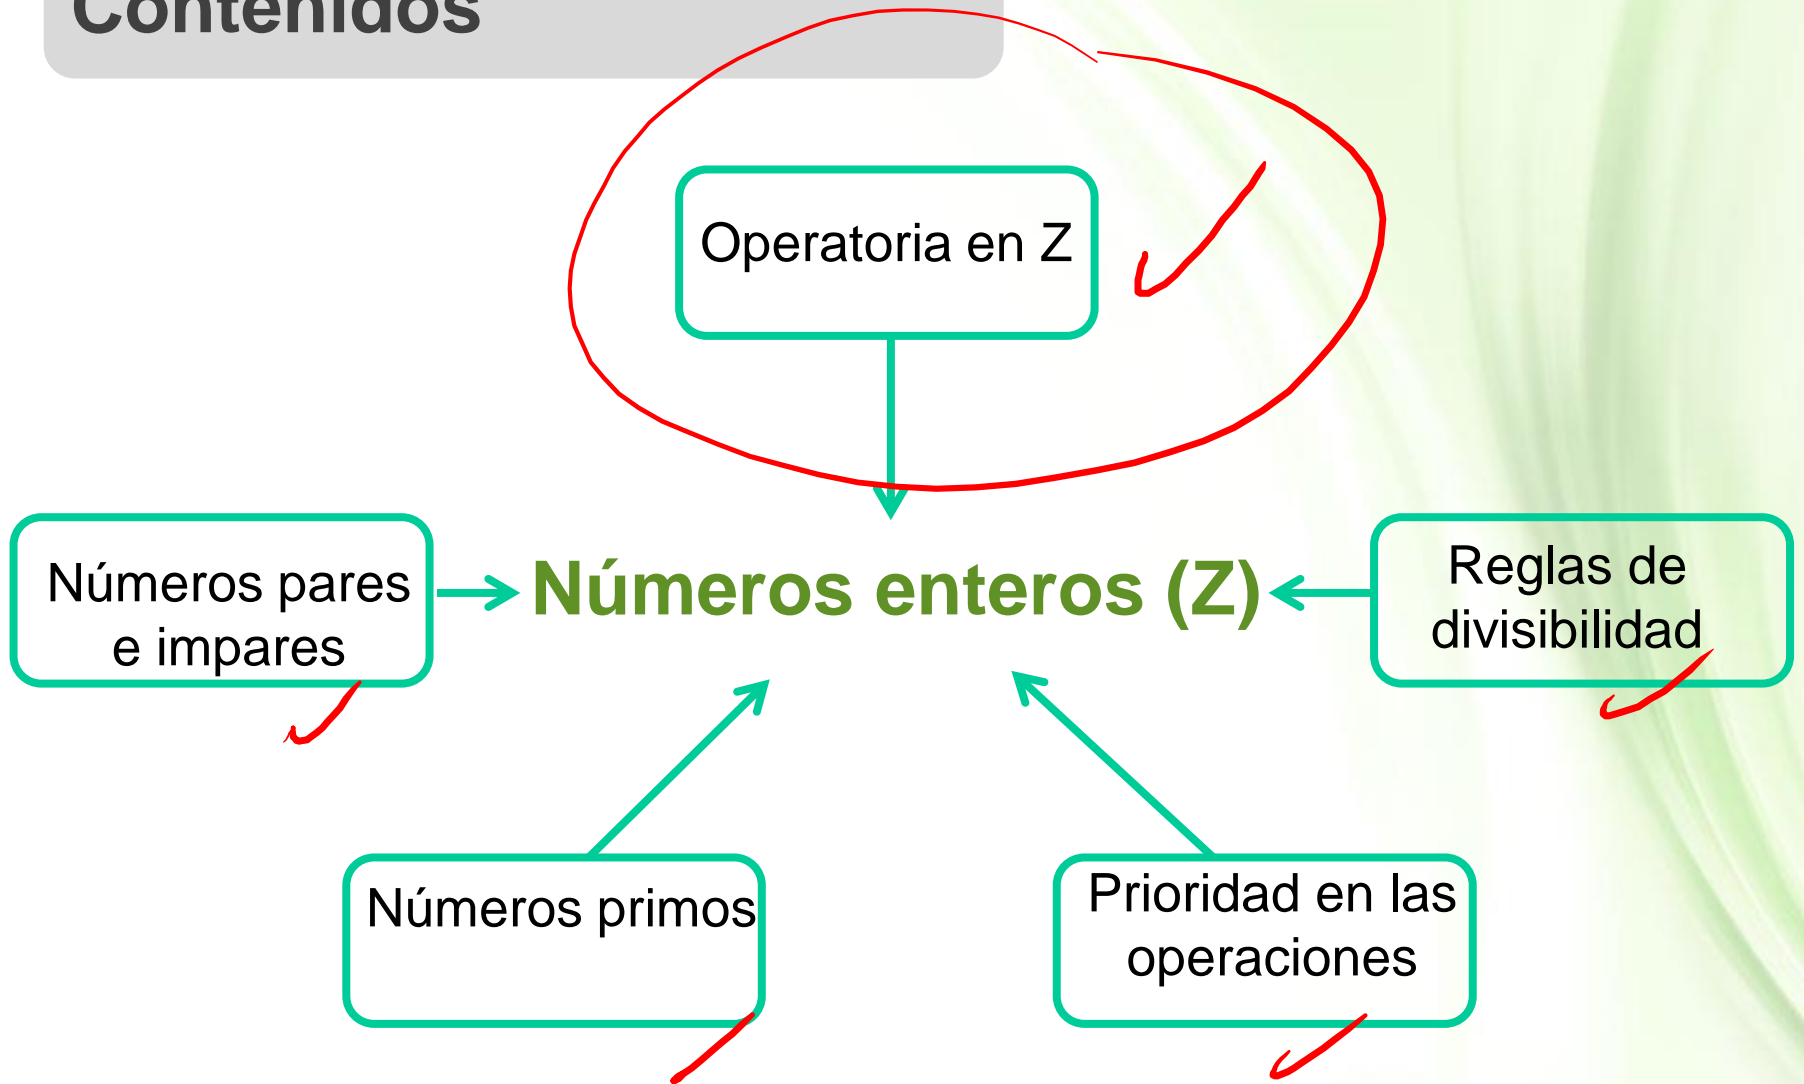 Contenidos
Operatoria en Z
Números pares
e impares
Números enteros (Z)
Reglas de
divisibilidad
Números primos
Prioridad en las
operaciones